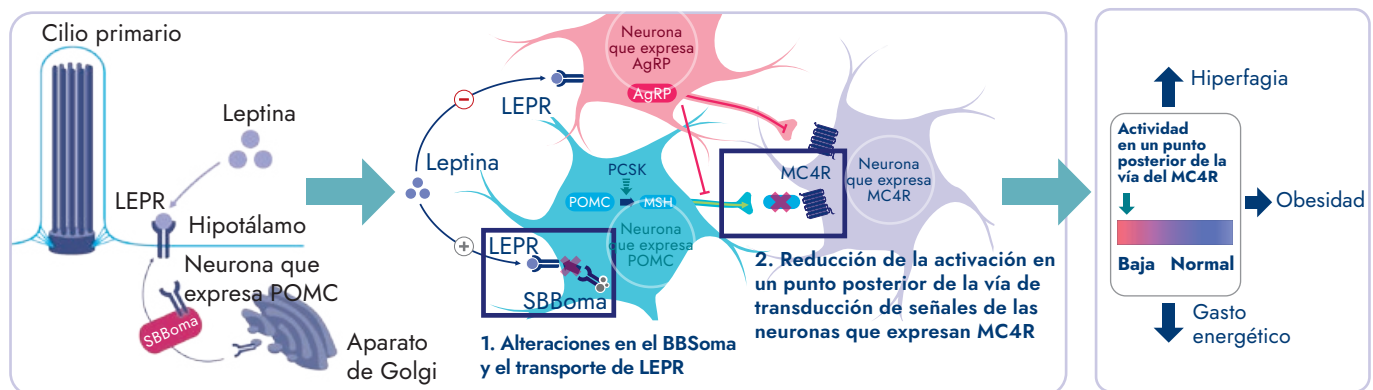 Cilio primario
Leptina
LEPR
Hipotálamo
Neurona que
expresa POMC
SBBoma
Aparato
de Golgi
Neurona
que expresa
AgRP
AgRP
LEPR
−
Leptina
+
PCSK
POMC
MSH
Neurona
que expresa
POMC
LEPR
SBBoma
MC4R
Neurona
que expresa
MC4R
1. Alteraciones en el BBSoma
y el transporte de LEPR
2. Reducción de la activación en
un punto posterior de la vía de
transducción de señales de las
neuronas que expresan MC4R
Hiperfagia
Actividad
en un punto
posterior de la
vía del MC4R
Baja Normal
Obesidad
Gasto
energético